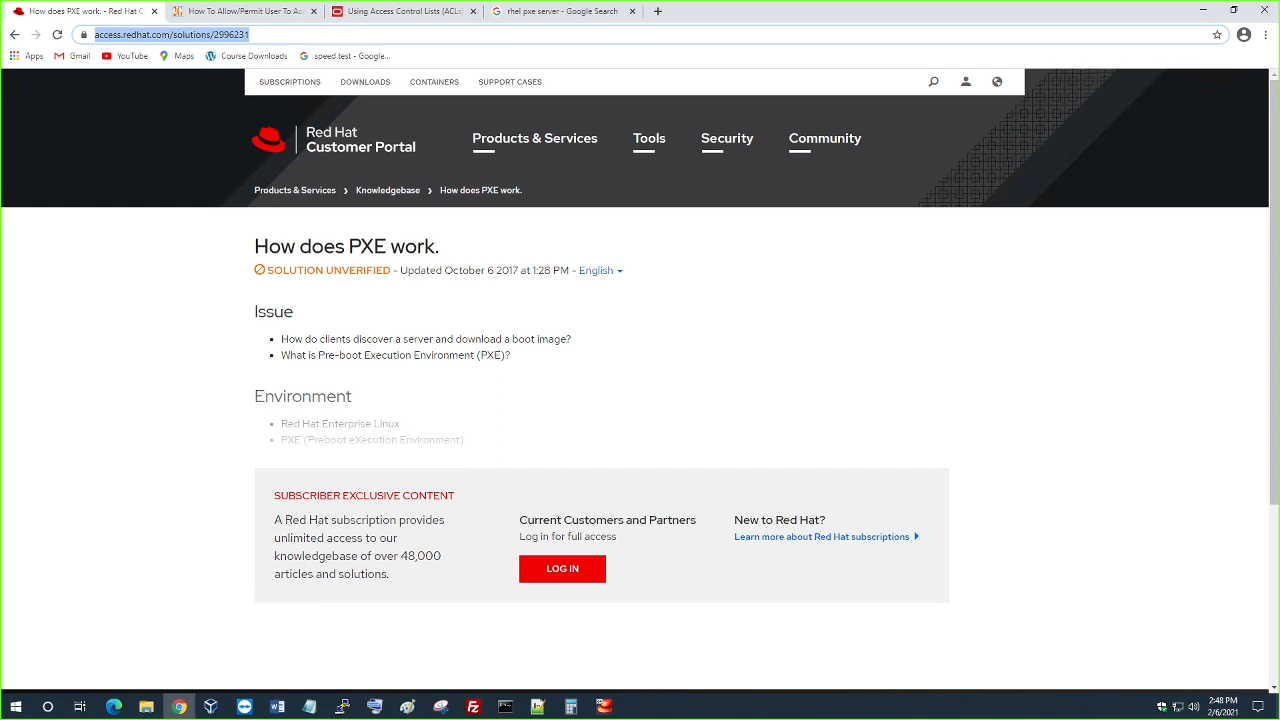 How does PXE work. - Red Hat C
How To Allow/Permit User To Ac
Using Access Control Lists (ACLs)
rhel pxe server - Google Search
access.redhat.com/solutions/2996231
Apps
Gmail
YouTube
Maps
Course Downloads
speed test - Google...
SUBSCRIPTIONS
DOWNLOADS
CONTAINERS
SUPPORT CASES
Red Hat
Customer Portal
Products & Services
Tools
Security
Community
Products & Services
Knowledgebase
How does PXE work.
How does PXE work.
SOLUTION UNVERIFIED - Updated October 6 2017 at 1:28 PM - English
Issue
• How do clients discover a server and download a boot image?
• What is Pre-boot Execution Environment (PXE)?
Environment
• Red Hat Enterprise Linux
• PXE (Preboot eXecution Environment)
SUBSCRIBER EXCLUSIVE CONTENT
A Red Hat subscription provides
unlimited access to our
knowledgebase of over 48,000
articles and solutions.
Current Customers and Partners
Log in for full access
LOG IN
New to Red Hat?
Learn more about Red Hat subscriptions
2:48 PM
2/6/2021